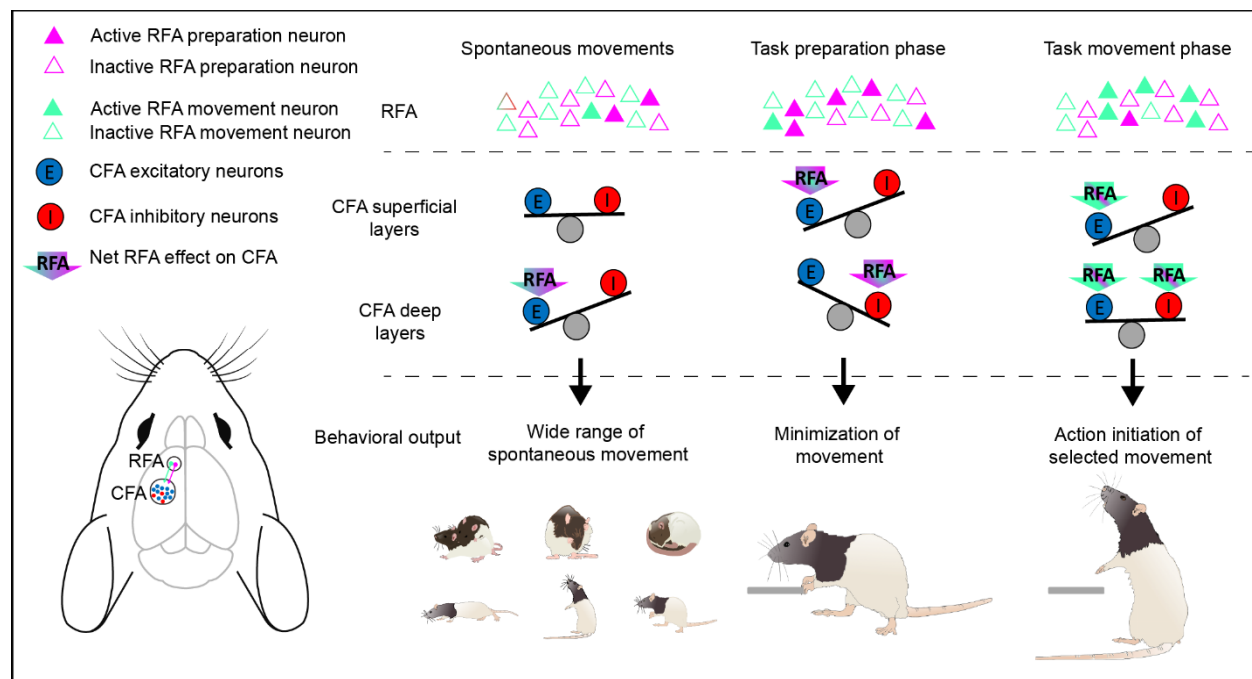 Active RFA preparation neuron
Inactive RFA preparation neuron
Active RFA movement neuron
Inactive RFA movement neuron
E
CFA excitatory neurons
I
CFA inhibitory neurons
RFA
Net RFA effect on CFA
RFA
CFA
Spontaneous movements
Task preparation phase
Task movement phase
RFA
CFA superficial
layers
E
I
RFA
E
I
RFA
E
I
CFA deep
layers
RFA
E
I
E
RFA
I
RFA
RFA
E
I
Behavioral output
Wide range of
spontaneous movement
Minimization of
movement
Action initiation of
selected movement